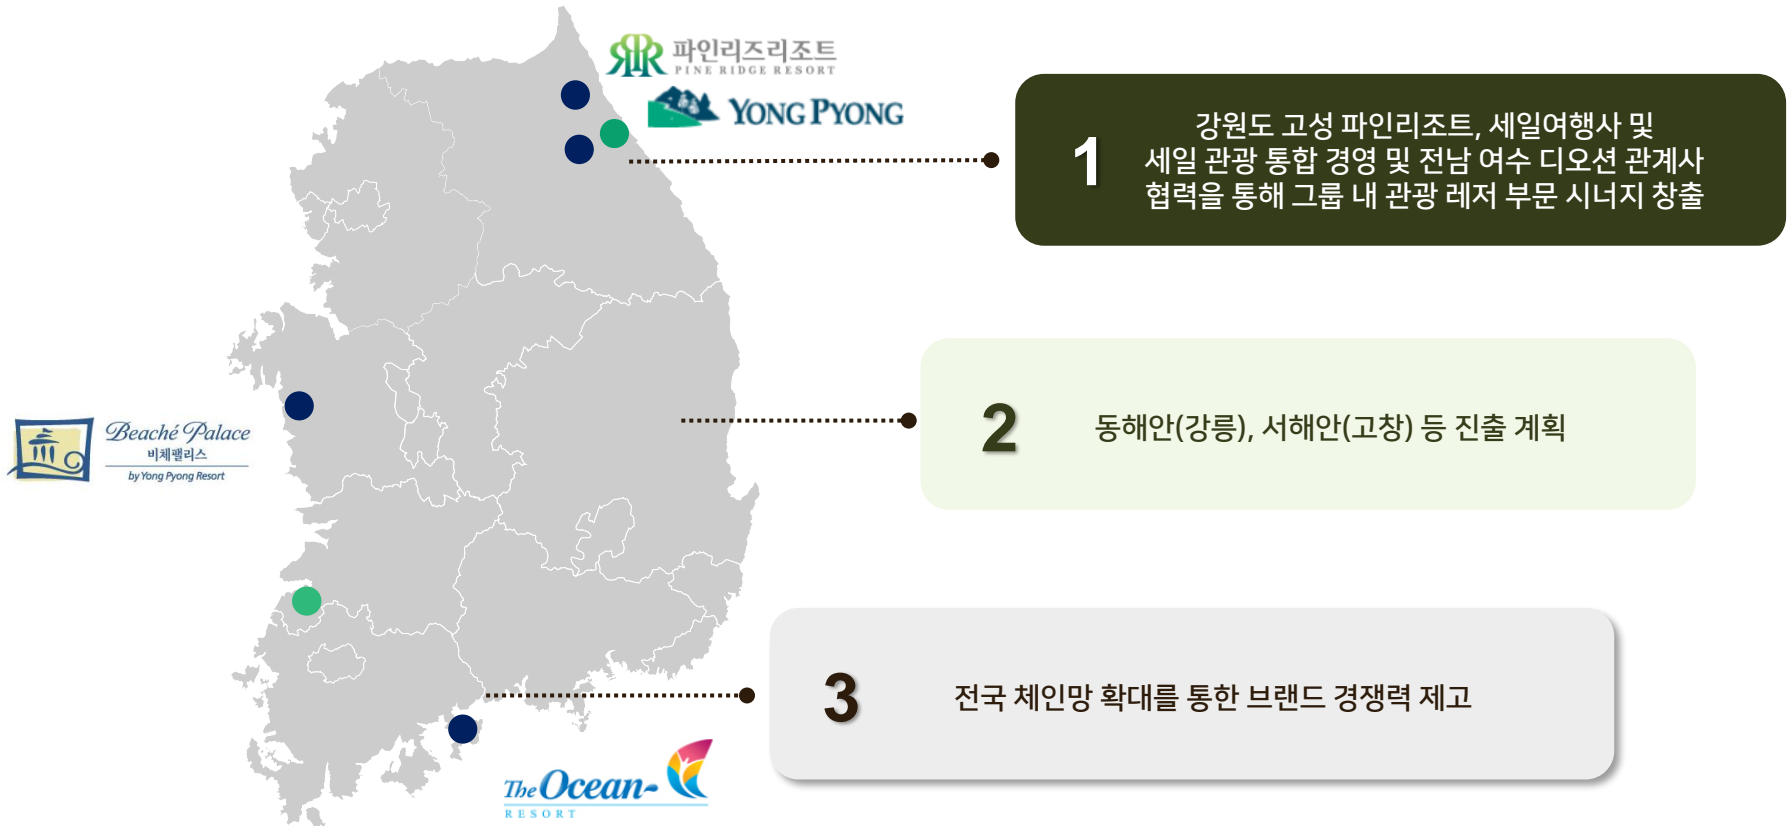 파인리즈리조트
PINE RIDGE RESORT
YONG PYONG
1
강원도 고성 파인리조트, 세일여행사 및
세일 관광 통합 경영 및 전남 여수 디오션 관계사
협력을 통해 그룹 내 관광 레저 부문 시너지 창출
2
동해안(강릉), 서해안(고창) 등 진출 계획
Beaché Palace
비체팰리스
by Yong Pyong Resort
3
전국 체인망 확대를 통한 브랜드 경쟁력 제고
The Ocean-
RESORT